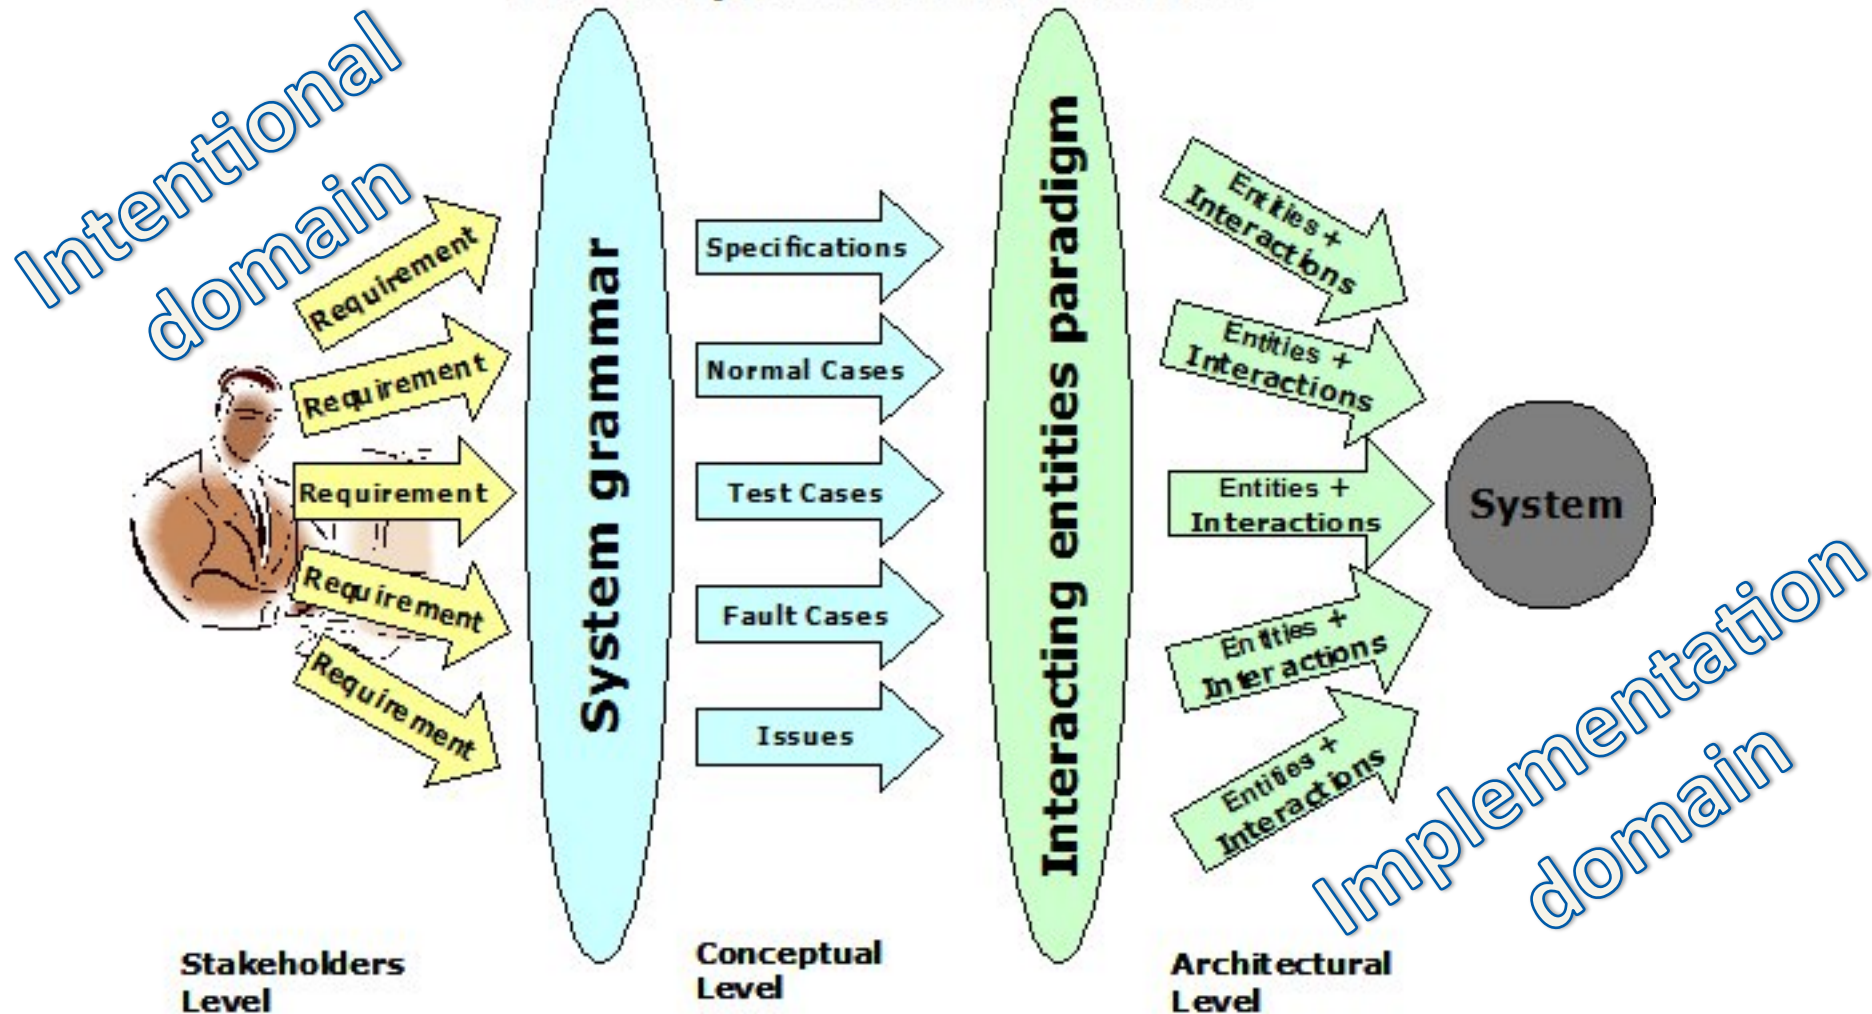 Intentional
domain
Requirement
Requirement
Requirement
Requirement
Requirement
System grammar
Specifications
Normal Cases
Test Cases
Fault Cases
Issues
Interacting entities paradigm
Entities +
Interactions
Entities +
Interactions
Entities +
Interactions
Entities +
Interactions
Entities +
Interactions
System
Implementation
domain
Stakeholders
Level
Conceptual
Level
Architectural
Level